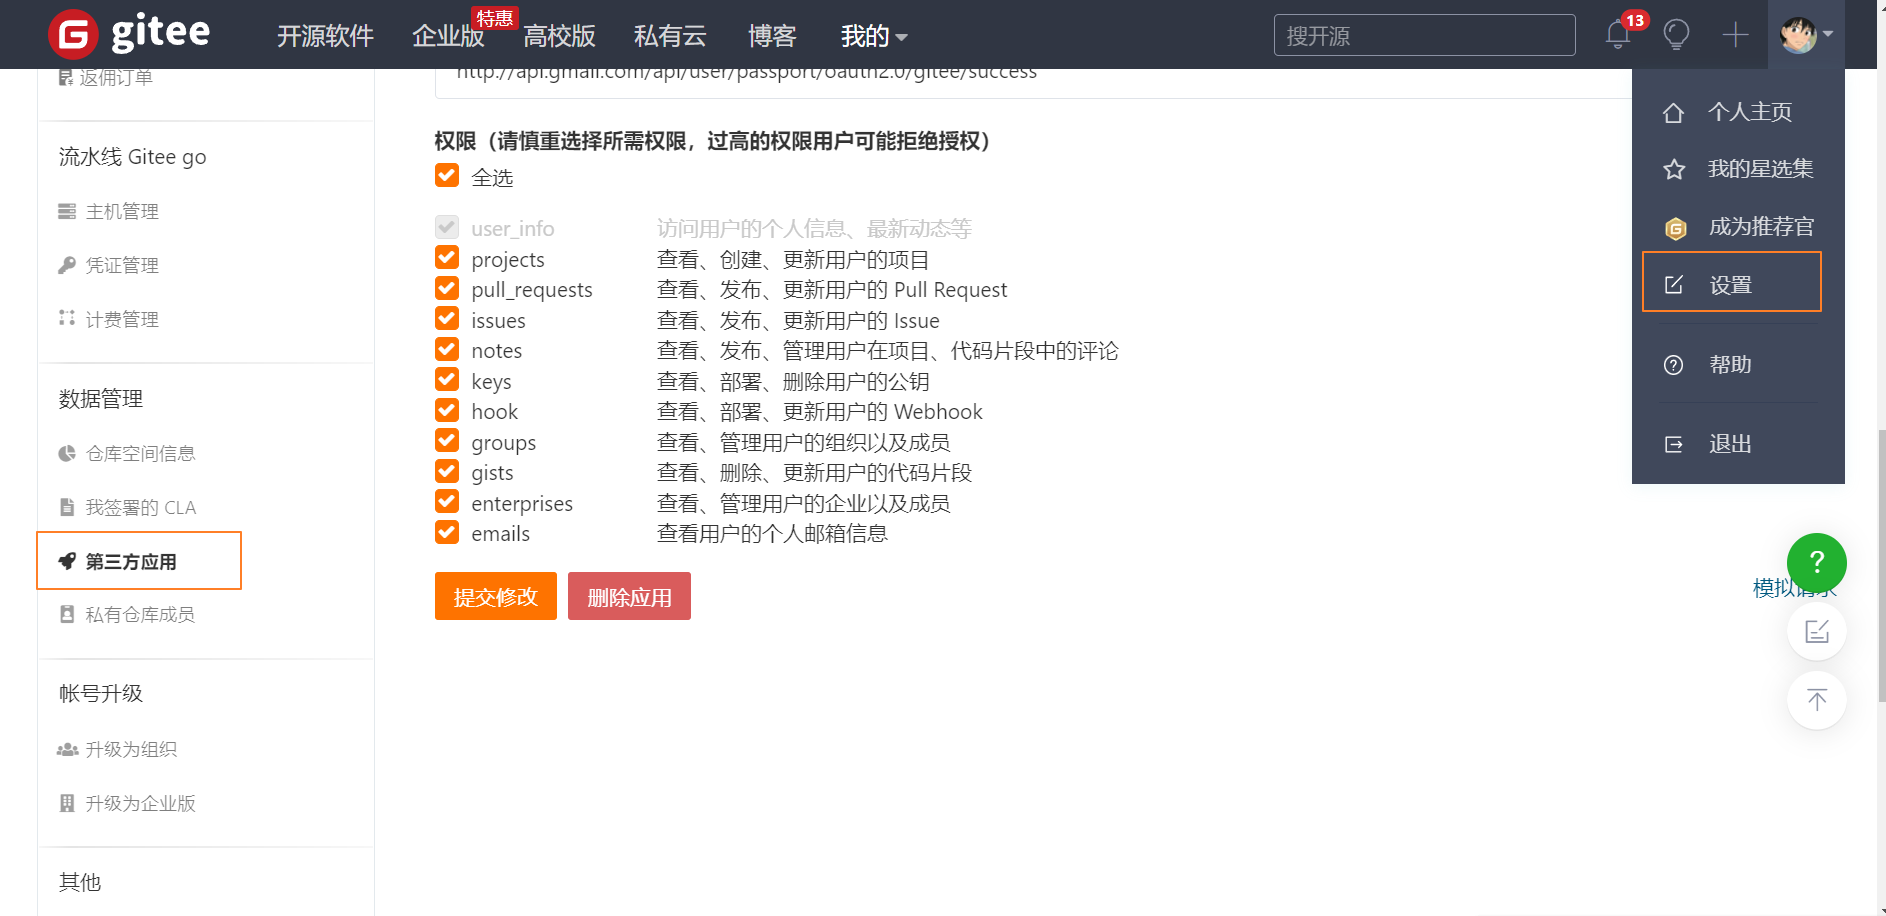 gitee
开源软件
企业版
特惠
高校版
私有云
博客
我的
搜开源
13
返佣订单
流水线 Gitee go
主机管理
凭证管理
计费管理
数据管理
仓库空间信息
我签署的 CLA
第三方应用
私有仓库成员
帐号升级
升级为组织
升级为企业版
其他
http://api.gmall.com/api/user/passport/oauth2.0/gitee/success
权限（请慎重选择所需权限，过高的权限用户可能拒绝授权）
全选
user_info 访问用户的个人信息、最新动态等
projects 查看、创建、更新用户的项目
pull_requests 查看、发布、更新用户的 Pull Request
issues 查看、发布、更新用户的 Issue
notes 查看、发布、管理用户在项目、代码片段中的评论
keys 查看、部署、删除用户的公钥
hook 查看、部署、更新用户的 Webhook
groups 查看、管理用户的组织以及成员
gists 查看、删除、更新用户的代码片段
enterprises 查看、管理用户的企业以及成员
emails 查看用户的个人邮箱信息
提交修改
删除应用
个人主页
我的星选集
成为推荐官
设置
帮助
退出
?
模拟请求